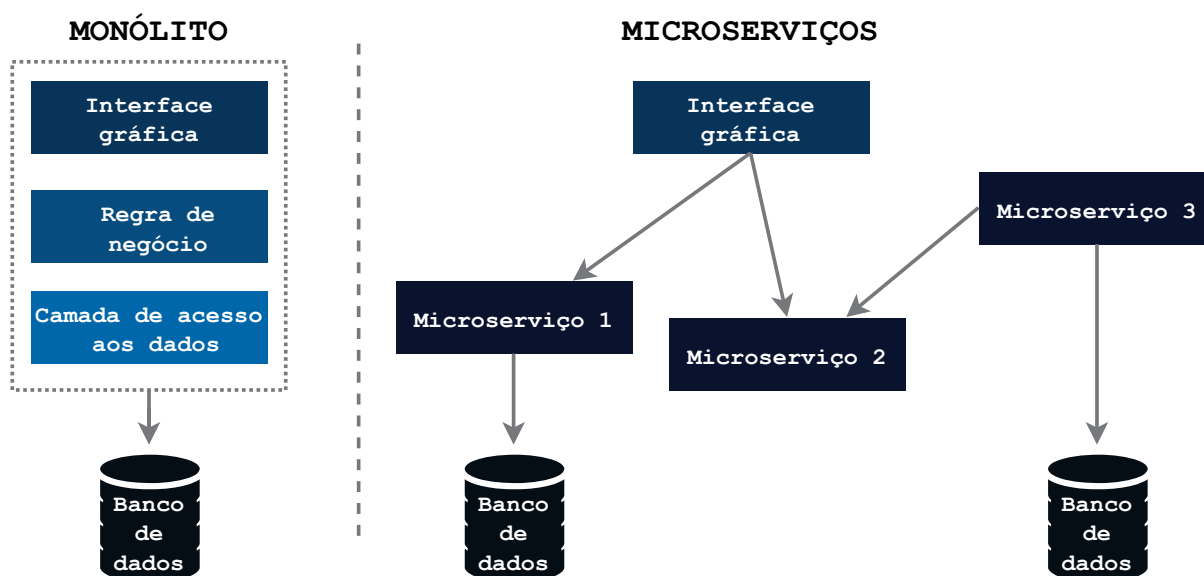 MONÓLITO
Interface
gráfica
Regra de
negócio
Camada de acesso
aos dados
Banco
de
dados
MICROSERVIÇOS
Interface
gráfica
Microserviço 3
Microserviço 1
Microserviço 2
Banco
de
dados
Banco
de
dados